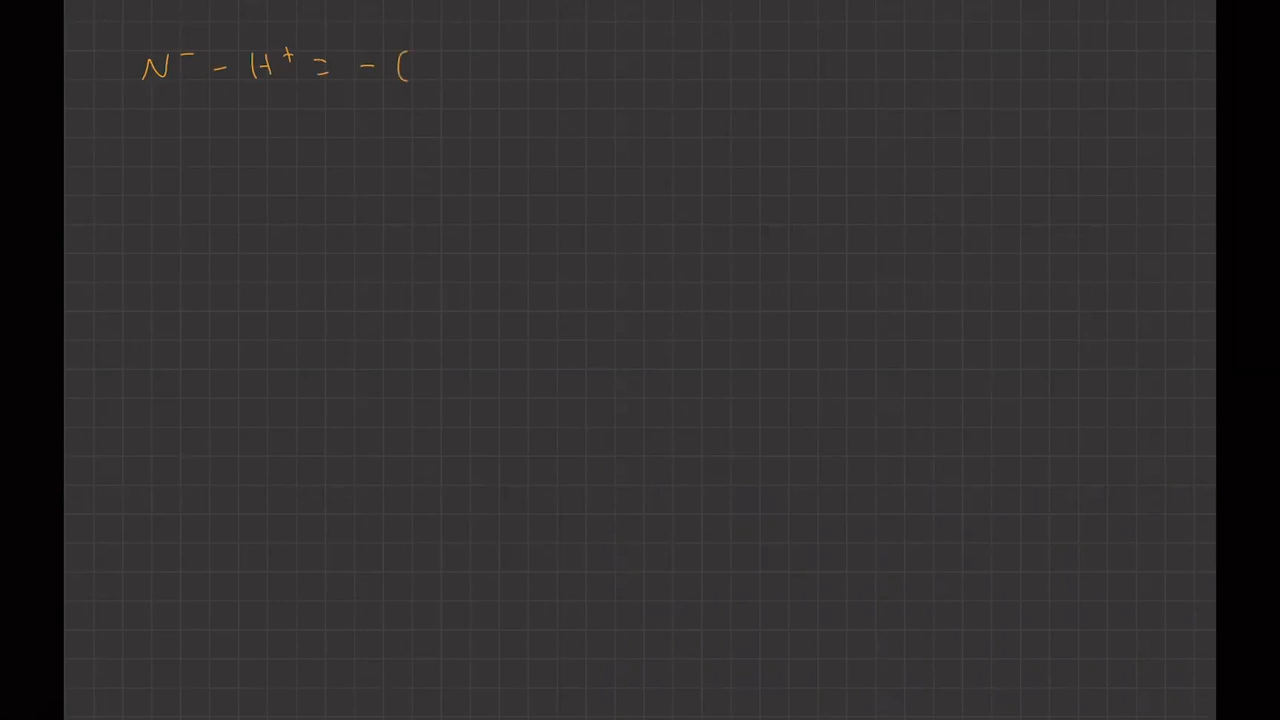 N⁻ - H⁺ = - (